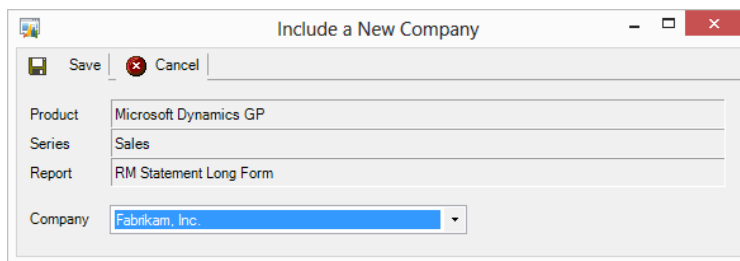 Include a New Company
Save Cancel
Product Microsoft Dynamics GP
Series Sales
Report RM Statement Long Form
Company Fabrikam, Inc.